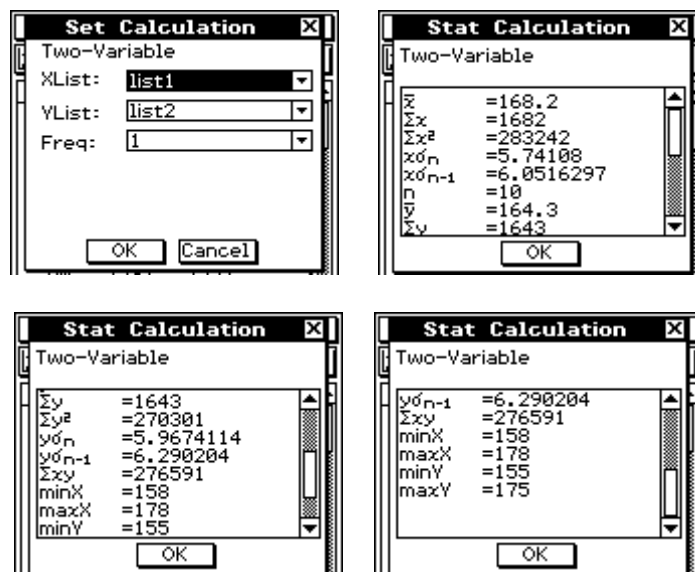 Set Calculation
Two-Variable
XList: list1
YList: list2
Freq: 1
OK Cancel
Stat Calculation
Two-Variable
x̄ =168.2
Σx =1682
Σx² =283242
xσn =5.74108
xσn-1 =6.0516297
n =10
ȳ =164.3
Σy =1643
OK
Stat Calculation
Two-Variable
Σy =1643
Σy² =270301
yσn =5.9674114
yσn-1 =6.290204
Σxy =276591
minX =158
maxX =178
minY =155
OK
Stat Calculation
Two-Variable
yσn-1 =6.290204
Σxy =276591
minX =158
maxX =178
minY =155
maxY =175
OK